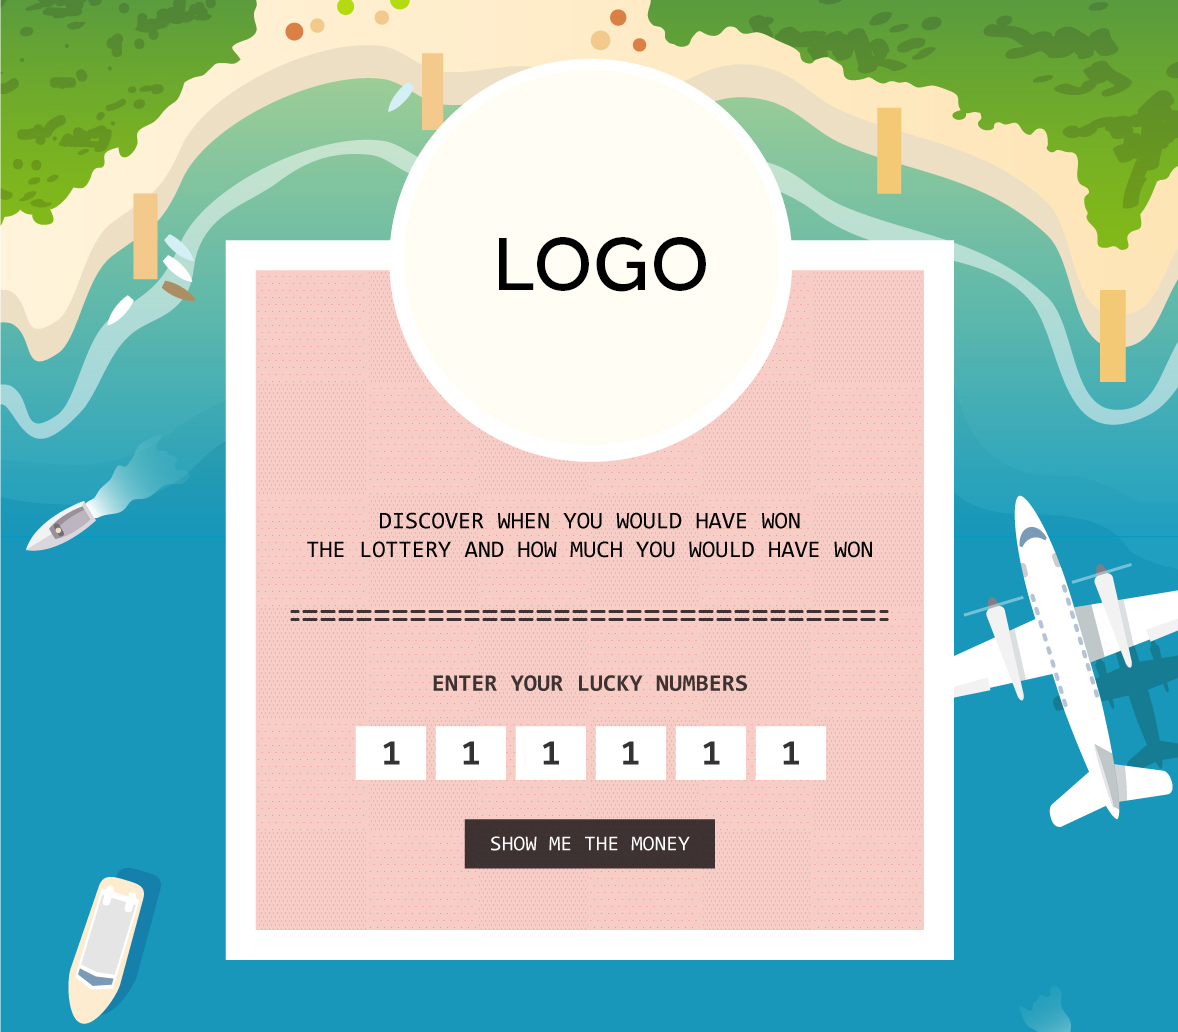 LOGO
DISCOVER WHEN YOU WOULD HAVE WON
THE LOTTERY AND HOW MUCH YOU WOULD HAVE WON
==================================
ENTER YOUR LUCKY NUMBERS
1 1 1 1 1 1
SHOW ME THE MONEY